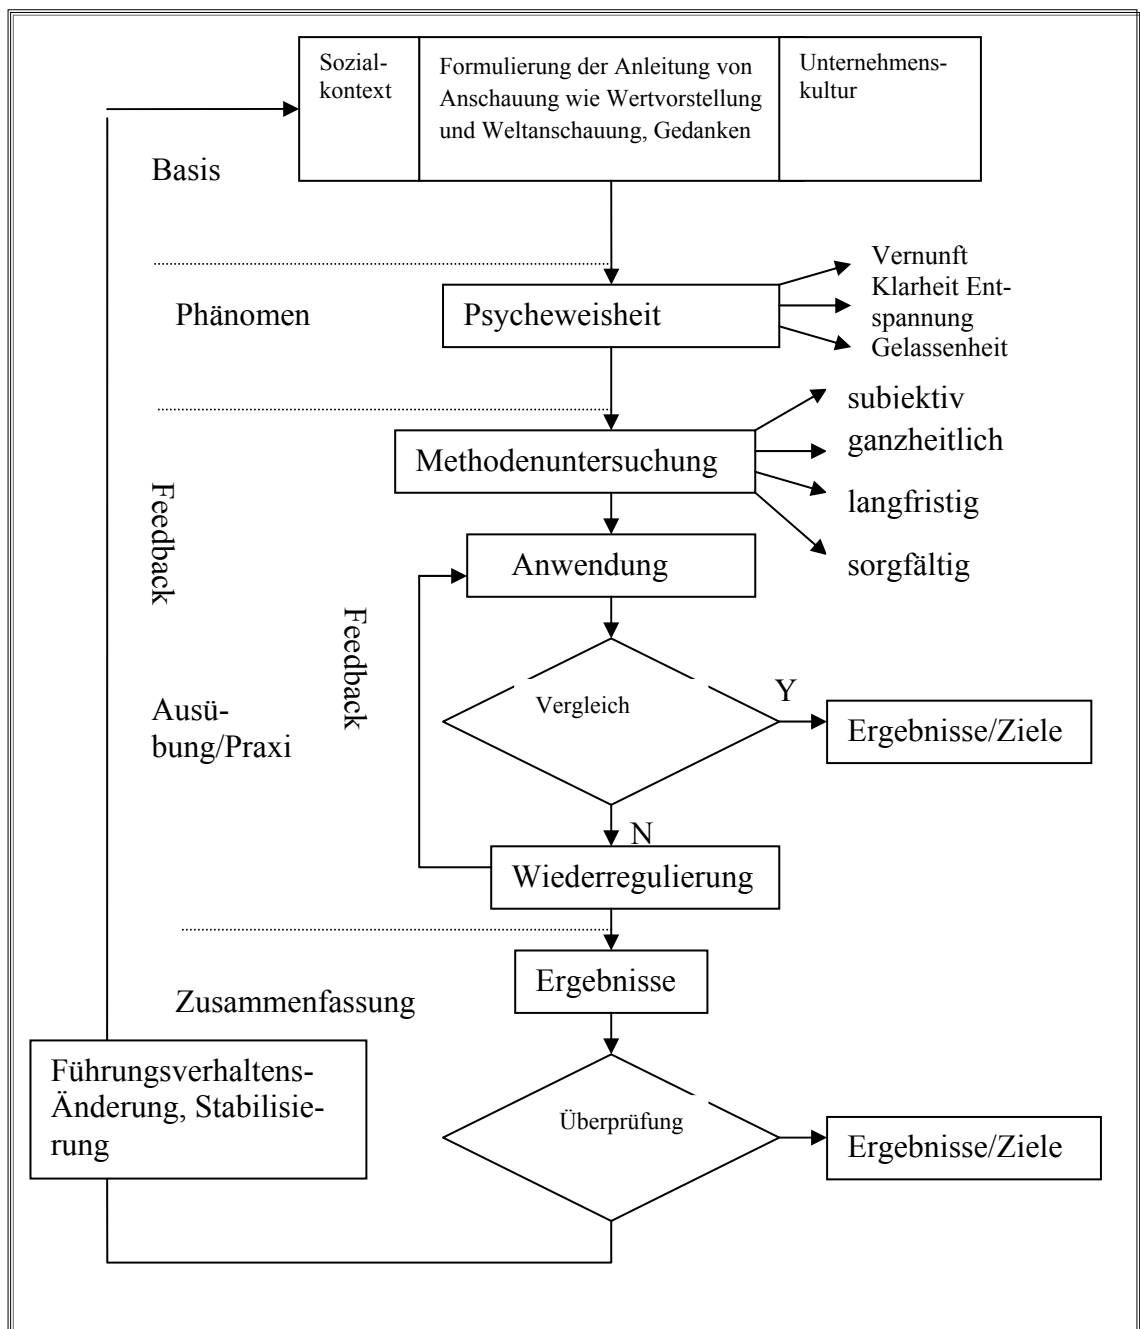 Sozial-
kontext
Formulierung der Anleitung von
Anschauung wie Wertvorstellung
und Weltanschauung, Gedanken
Unternehmens-
kultur
Basis
Vernunft
Klarheit Ent-
spannung
Gelassenheit
Phänomen
Psycheweisheit
subjektiv
ganzheitlich
langfristig
sorgfältig
Methodenuntersuchung
Feedback
Anwendung
Feedback
Ausü-
bung/Praxi
Vergleich
Y
Ergebnisse/Ziele
N
Wiederregulierung
Ergebnisse
Zusammenfassung
Führungsverhaltens-
Änderung, Stabilisie-
rung
Überprüfung
Ergebnisse/Ziele